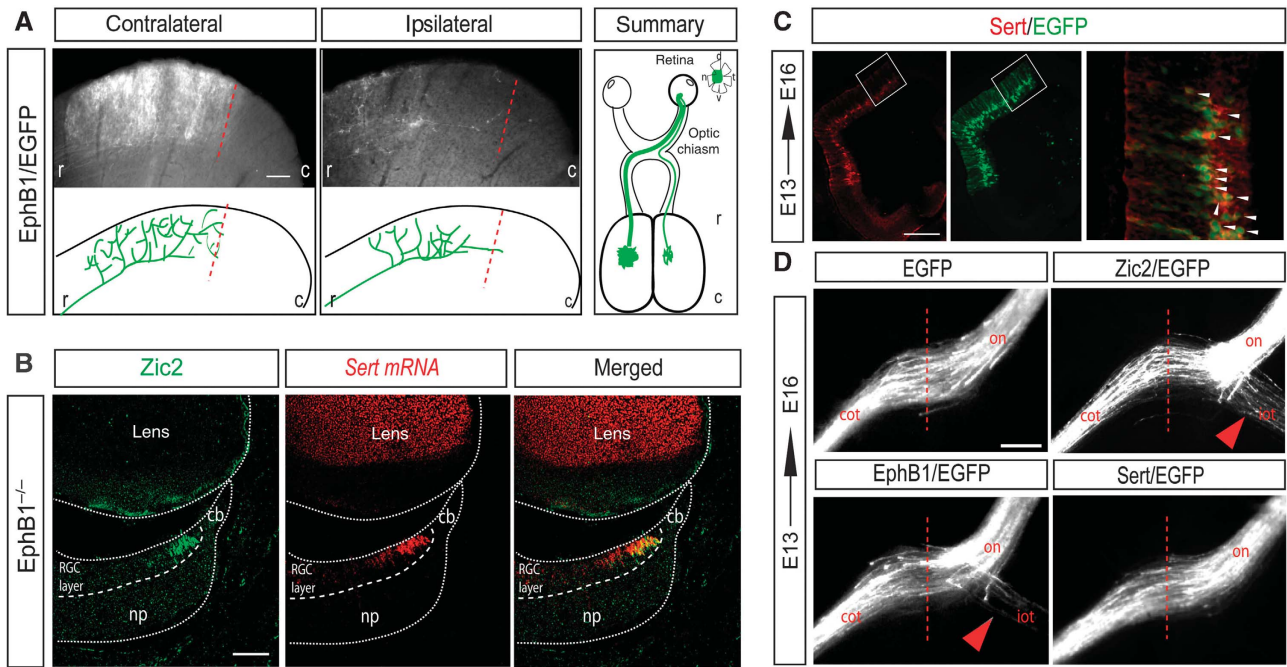 A
Contralateral
Ipsilateral
Summary
EphB1/EGFP
r
c
r
c
r
c
r
c
Retina
d
n
t
v
Optic
chiasm
r
c
B
Zic2
Sert mRNA
Merged
EphB1−/−
Lens
cb
RGC
layer
np
Lens
cb
RGC
layer
np
Lens
cb
RGC
layer
np
C
Sert/EGFP
E13
E16
D
E13
E16
EGFP
on
cot
Zic2/EGFP
on
cot
iot
EphB1/EGFP
on
cot
iot
Sert/EGFP
on
cot